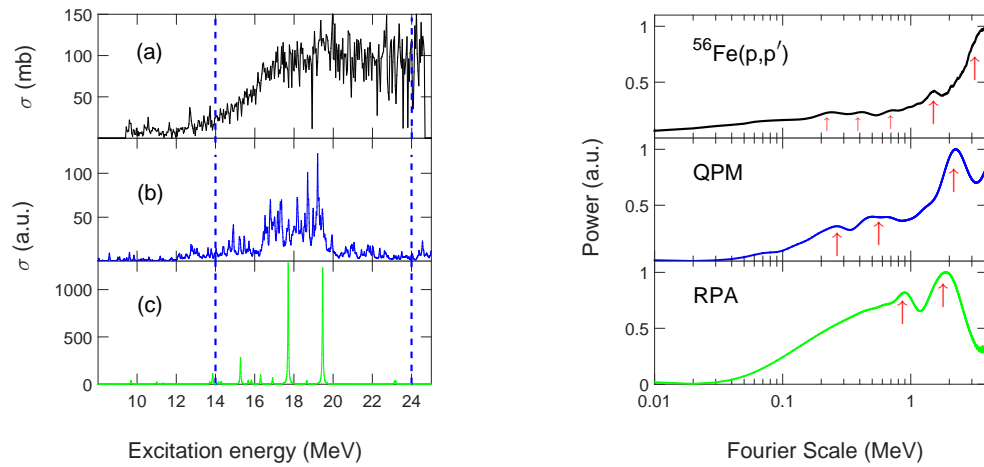 150
100
50
σ (mb)
(a)
100
50
0
σ (a.u.)
(b)
1000
500
0
(c)
10 12 14 16 18 20 22 24
Excitation energy (MeV)
1
0.5
⁵⁶Fe(p,p′)
↑ ↑ ↑ ↑ ↑
1
0.5
QPM
↑ ↑ ↑
Power (a.u.)
1
0.5
0
RPA
↑ ↑
0.01 0.1 1
Fourier Scale (MeV)